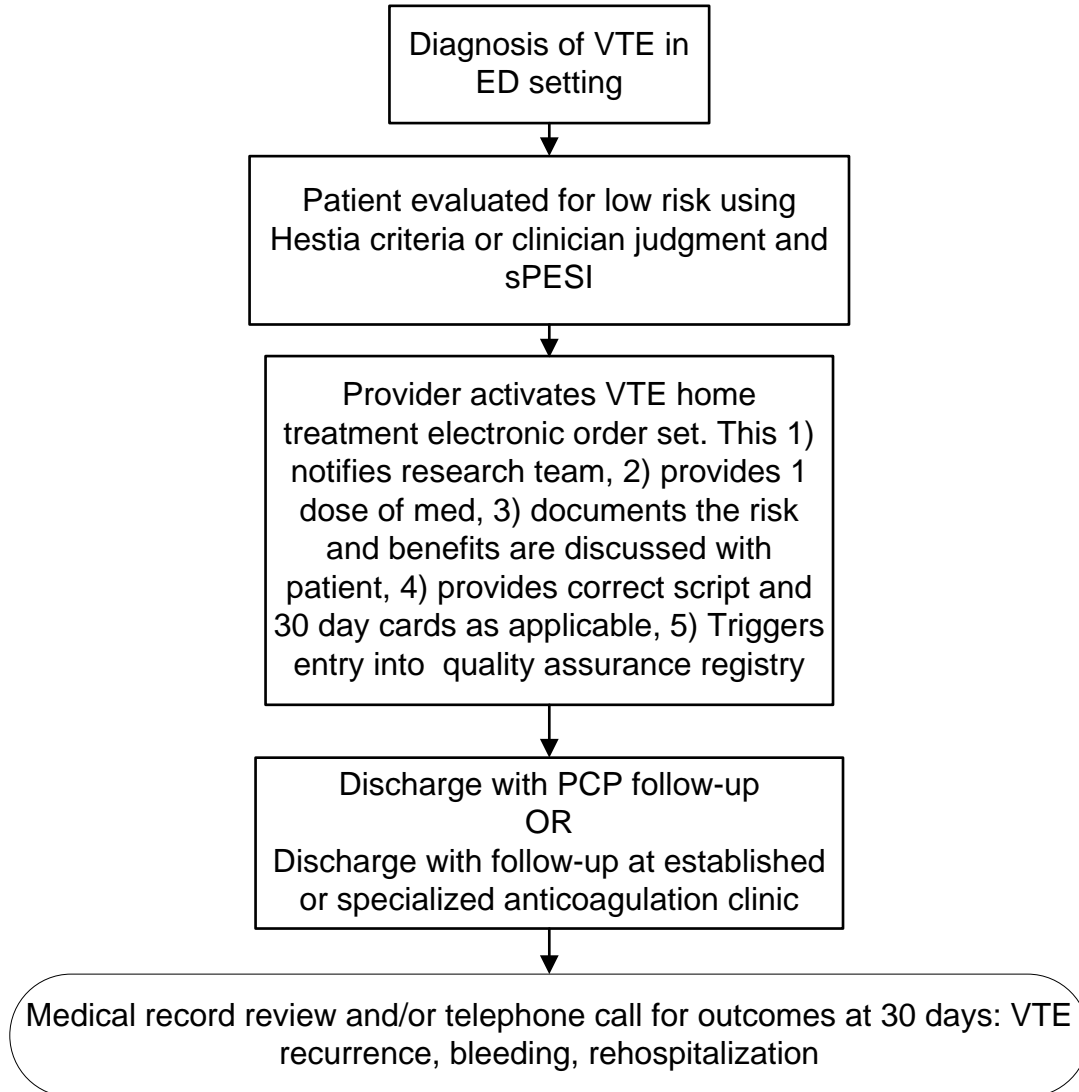 Diagnosis of VTE in
ED setting
Patient evaluated for low risk using
Hestia criteria or clinician judgment and
sPESI
Provider activates VTE home
treatment electronic order set. This 1)
notifies research team, 2) provides 1
dose of med, 3) documents the risk
and benefits are discussed with
patient, 4) provides correct script and
30 day cards as applicable, 5) Triggers
entry into  quality assurance registry
Discharge with PCP follow-up
OR
Discharge with follow-up at established
or specialized anticoagulation clinic
Medical record review and/or telephone call for outcomes at 30 days: VTE
recurrence, bleeding, rehospitalization